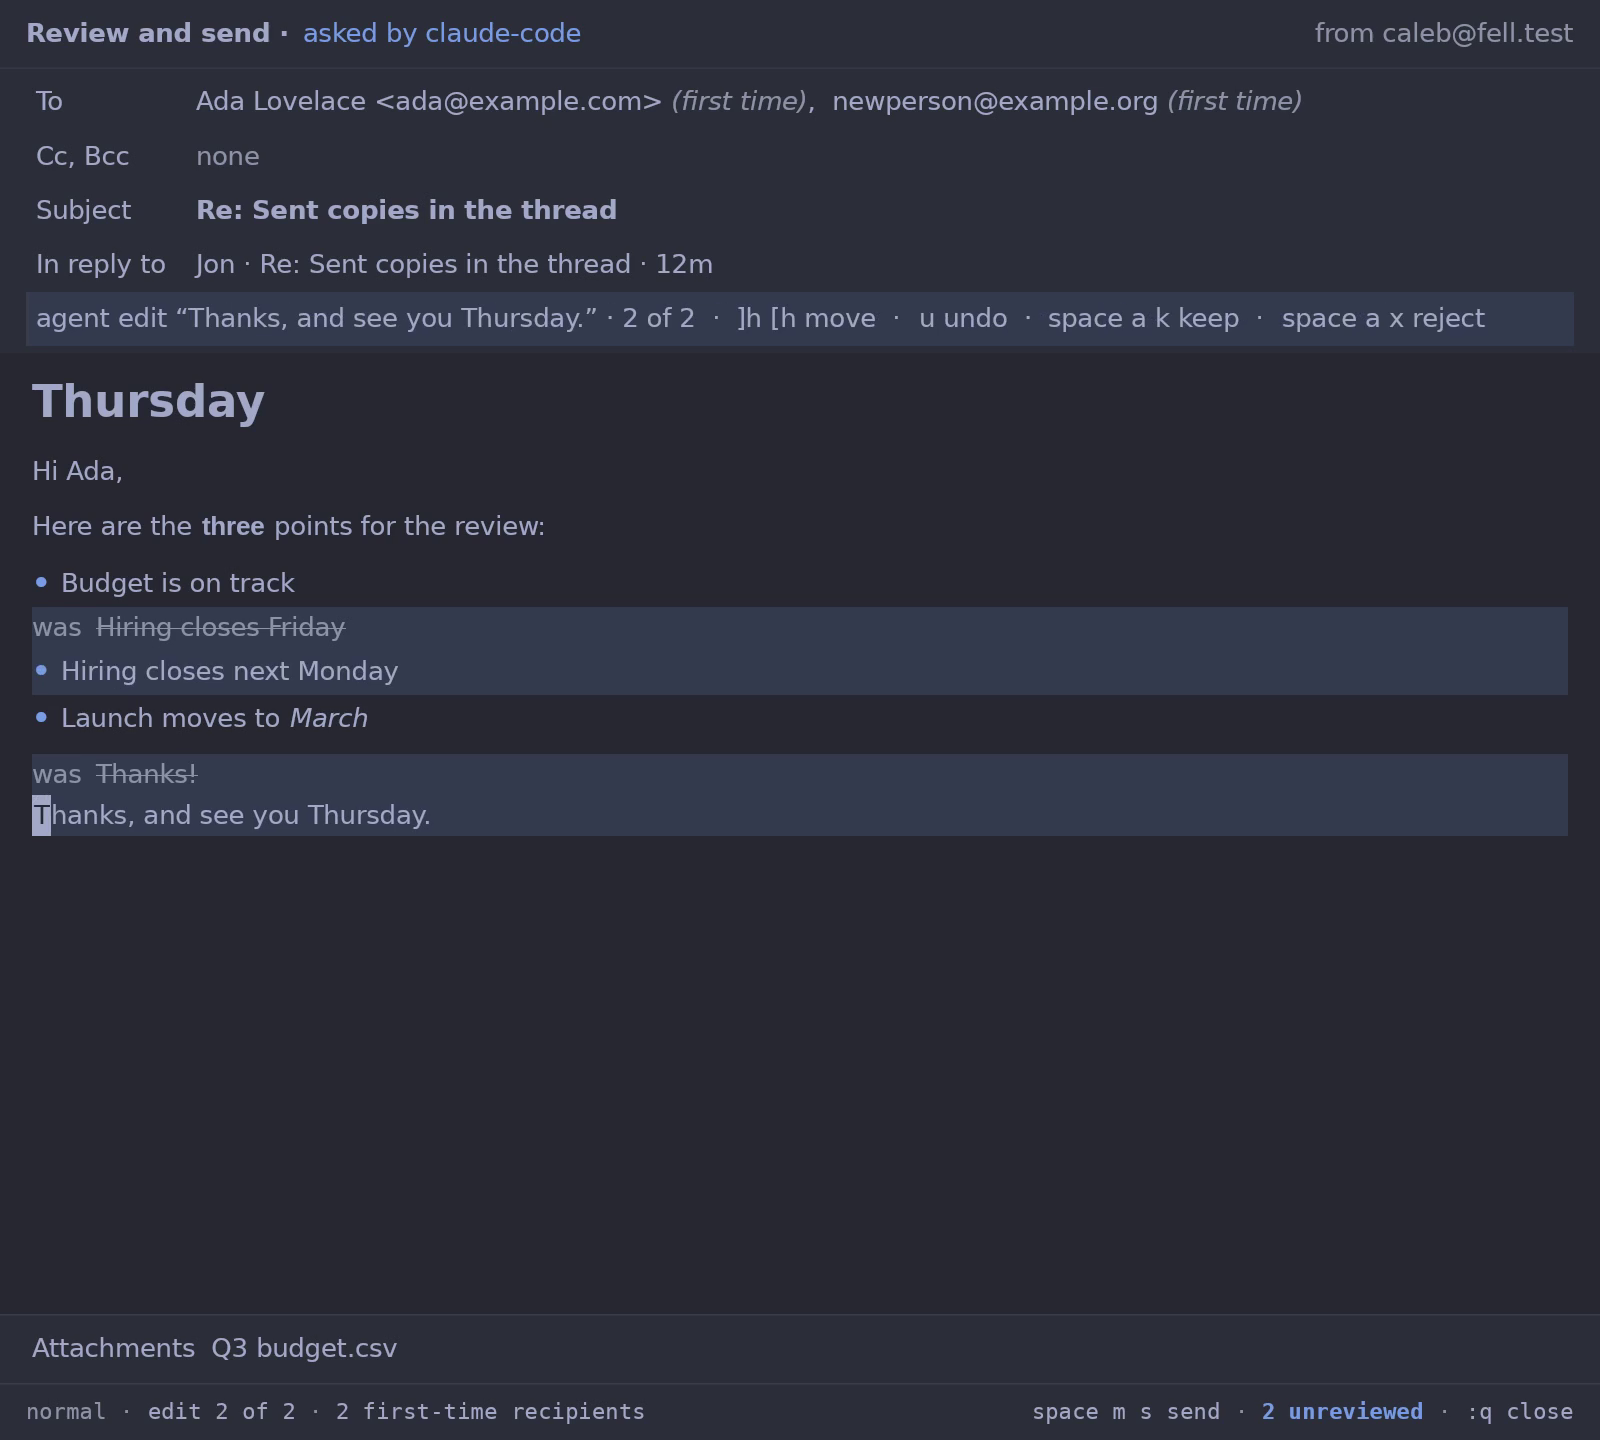 Review and send · asked by claude-code from caleb@fell.test
To Ada Lovelace <ada@example.com> (first time), newperson@example.org (first time)
Cc, Bcc none
Subject Re: Sent copies in the thread
In reply to Jon · Re: Sent copies in the thread · 12m
agent edit “Thanks, and see you Thursday.” · 2 of 2 · ]h [h move · u undo · space a k keep · space a x reject
Thursday
Hi Ada,
Here are the three points for the review:
• Budget is on track
was Hiring closes Friday
• Hiring closes next Monday
• Launch moves to March
was Thanks!
Thanks, and see you Thursday.
Attachments Q3 budget.csv
normal · edit 2 of 2 · 2 first-time recipients space m s send · 2 unreviewed · :q close